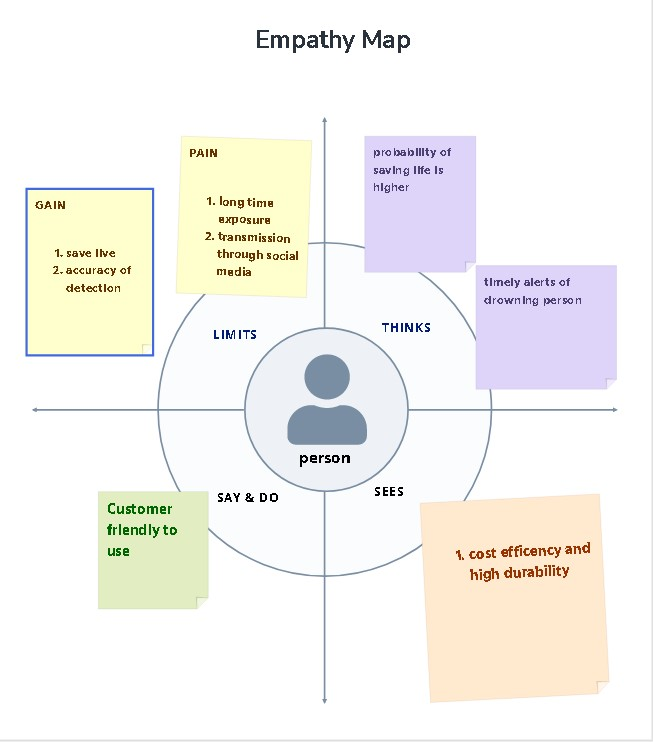 Empathy Map
PAIN
1. long time
exposure
2. transmission
through social
media
probability of
saving life is
higher
GAIN
1. save live
2. accuracy of
detection
timely alerts of
drowning person
LIMITS
THINKS
person
SAY & DO
SEES
Customer
friendly to
use
1. cost efficency and
high durability